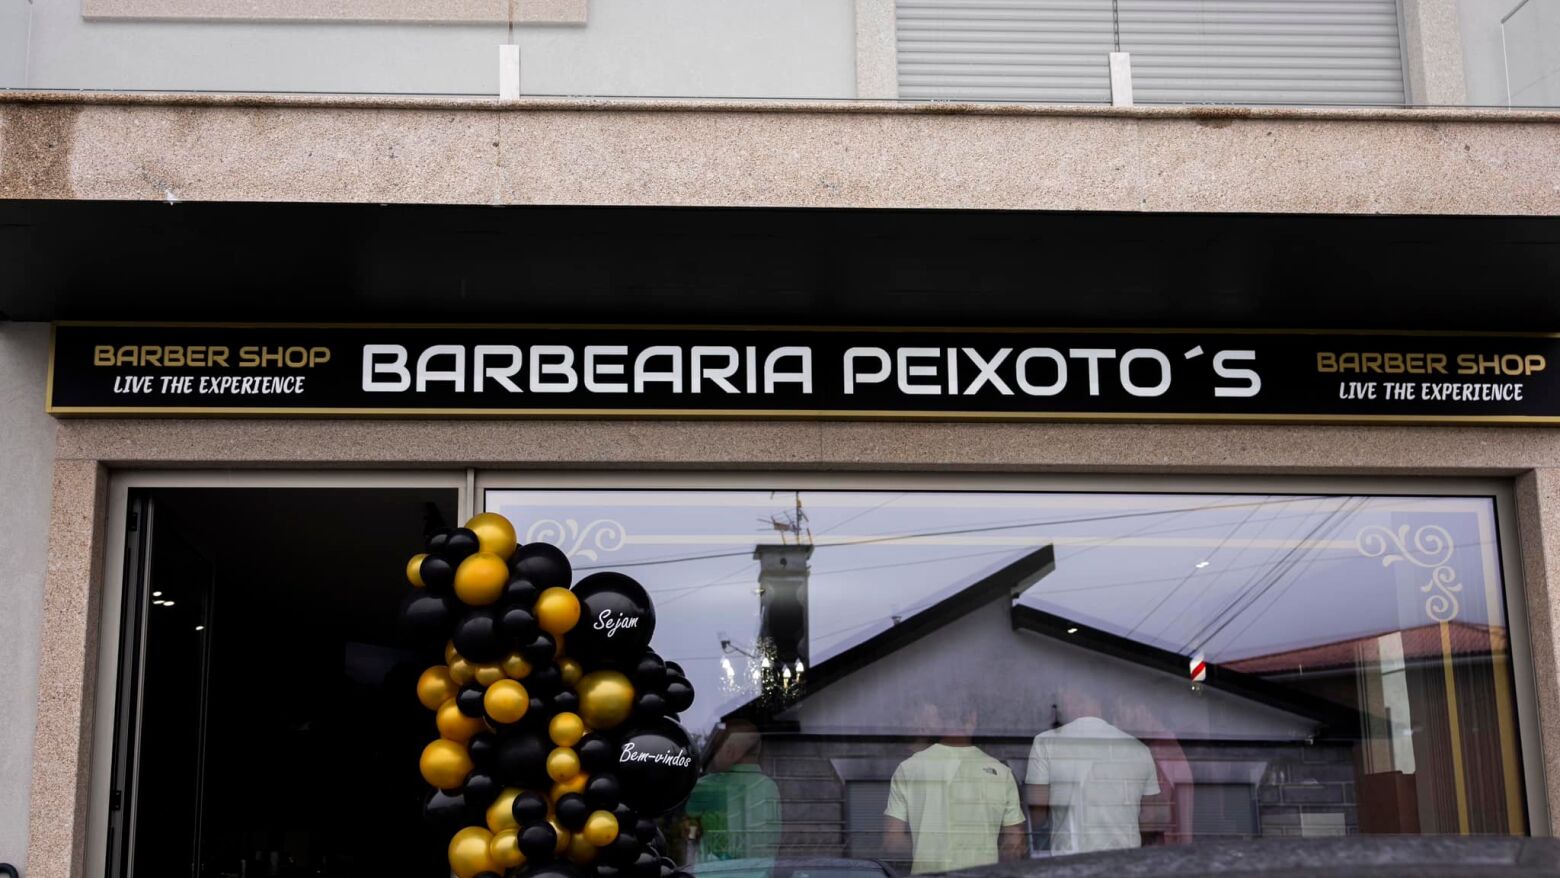 BARBER SHOP
LIVE THE EXPERIENCE
BARBEARIA PEIXOTO´S
BARBER SHOP
LIVE THE EXPERIENCE
Sejam
Bem-vindos